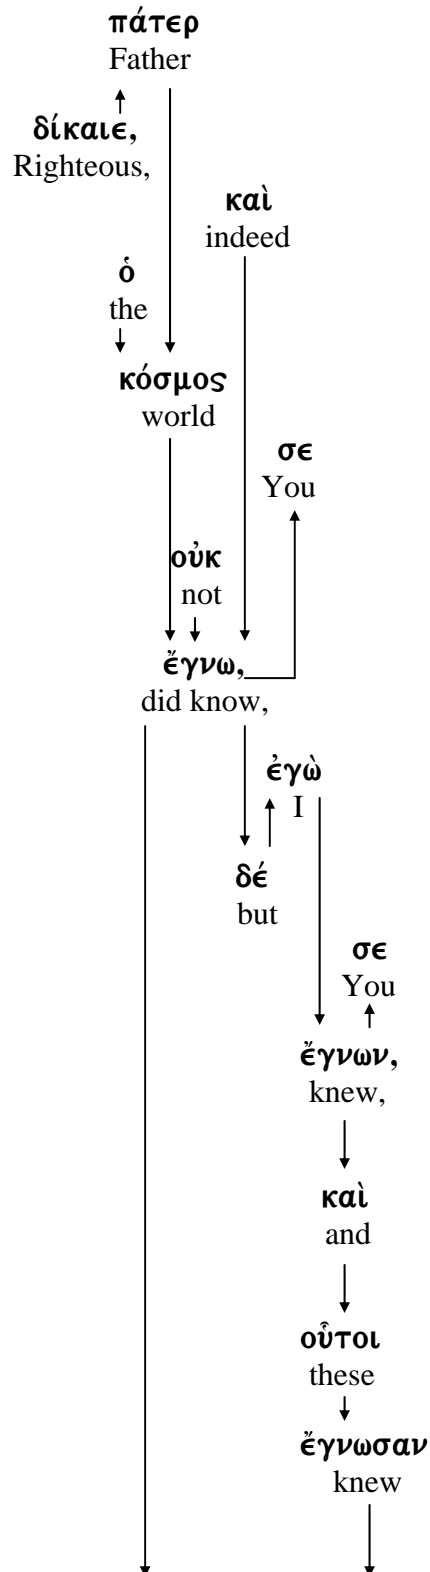 πάτερ
Father
δίκαιε,
Righteous,
καὶ
indeed
ὁ
the
κόσμος
world
σε
You
οὐκ
not
ἔγνω,
did know,
ἐγὼ
I
δέ
but
σε
You
ἔγνων,
knew,
καὶ
and
οὗτοι
these
ἔγνωσαν
knew